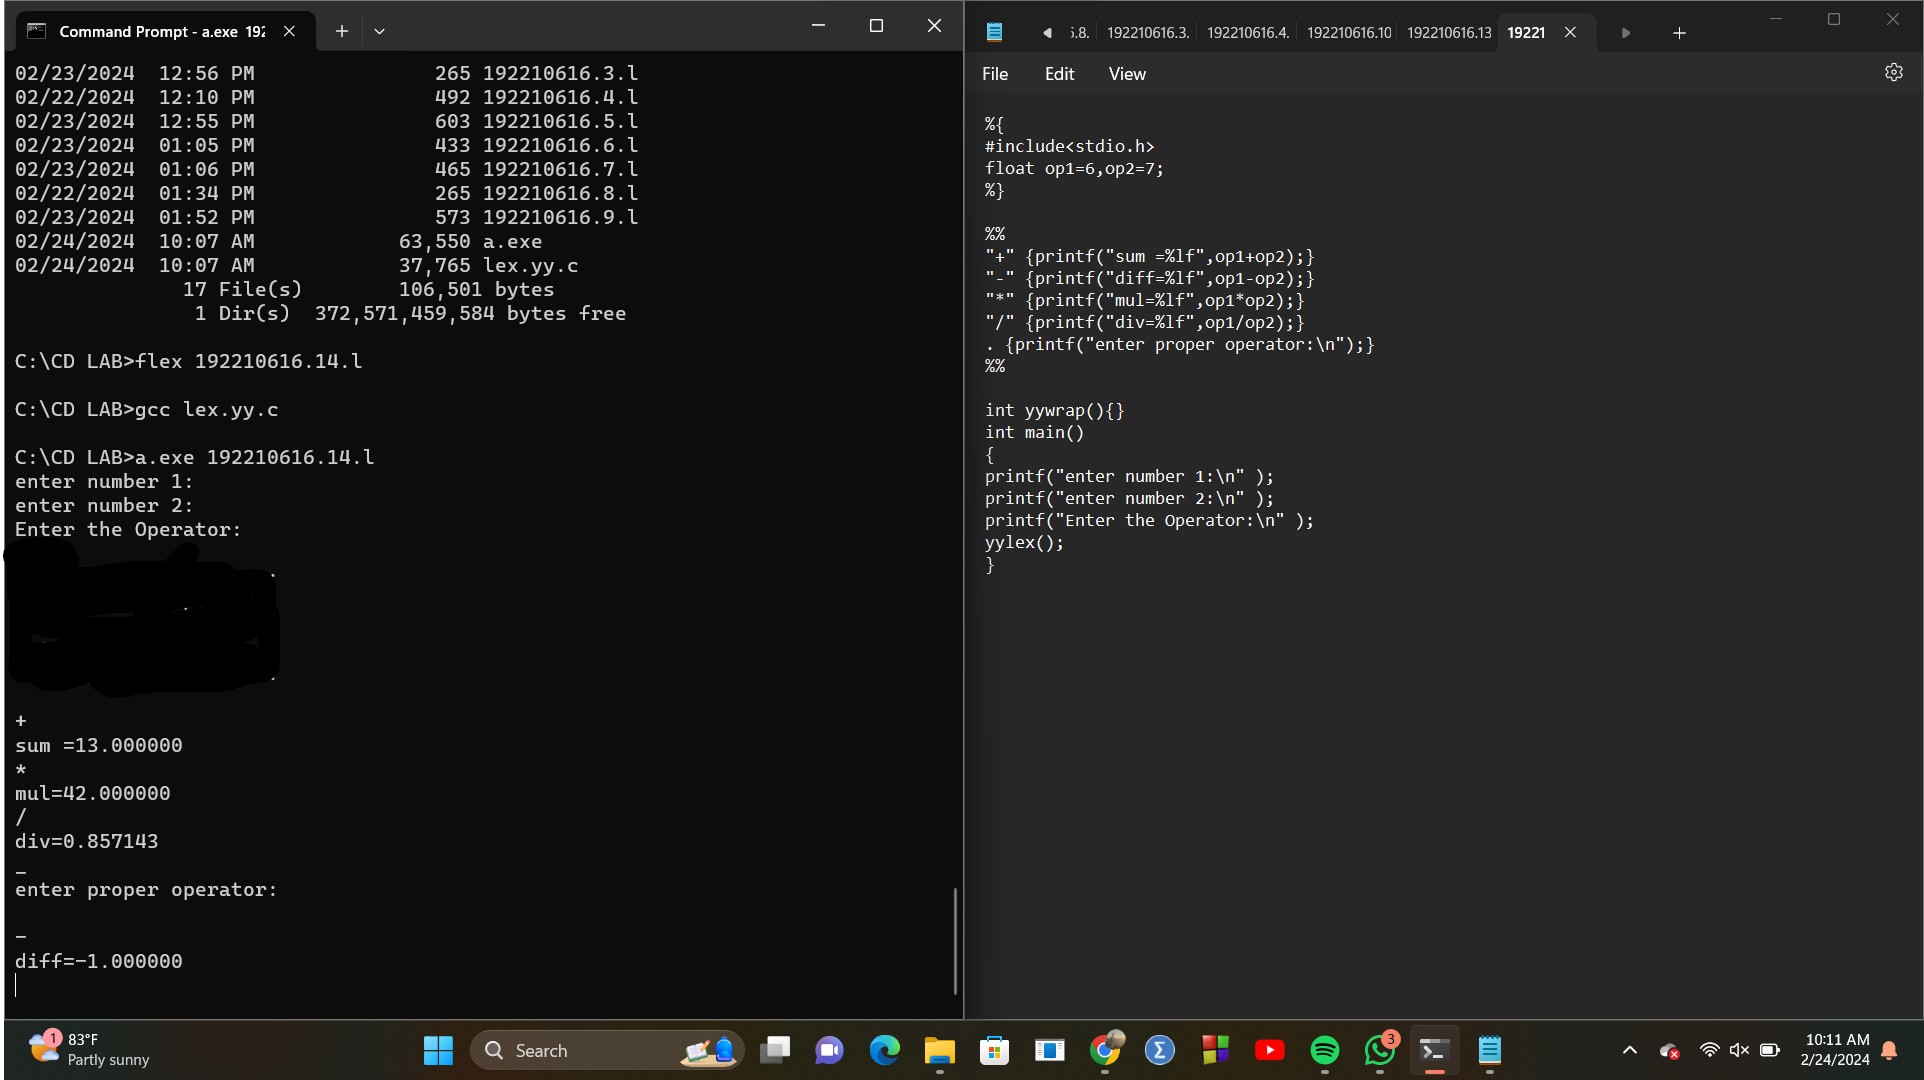 Command Prompt - a.exe 192
02/23/2024  12:56 PM               265 192210616.3.l
02/22/2024  12:10 PM               492 192210616.4.l
02/23/2024  12:55 PM               603 192210616.5.l
02/23/2024  01:05 PM               433 192210616.6.l
02/23/2024  01:06 PM               465 192210616.7.l
02/22/2024  01:34 PM               265 192210616.8.l
02/23/2024  01:52 PM               573 192210616.9.l
02/24/2024  10:07 AM            63,550 a.exe
02/24/2024  10:07 AM            37,765 lex.yy.c
17 File(s)        106,501 bytes
1 Dir(s)  372,571,459,584 bytes free
C:\CD LAB>flex 192210616.14.l
C:\CD LAB>gcc lex.yy.c
C:\CD LAB>a.exe 192210616.14.l
enter number 1:
enter number 2:
Enter the Operator:
+
sum =13.000000
*
mul=42.000000
/
div=0.857143
_
enter proper operator:
-
diff=-1.000000
5.8. 192210616.3. 192210616.4. 192210616.10 192210616.13 19221
File Edit View
%{
#include<stdio.h>
float op1=6,op2=7;
%}
%%
"+" {printf("sum =%lf",op1+op2);}
"-" {printf("diff=%lf",op1-op2);}
"*" {printf("mul=%lf",op1*op2);}
"/" {printf("div=%lf",op1/op2);}
. {printf("enter proper operator:\n");}
%%
int yywrap(){}
int main()
{
printf("enter number 1:\n" );
printf("enter number 2:\n" );
printf("Enter the Operator:\n" );
yylex();
}
1
83°F
Partly sunny
Search
3
10:11 AM
2/24/2024